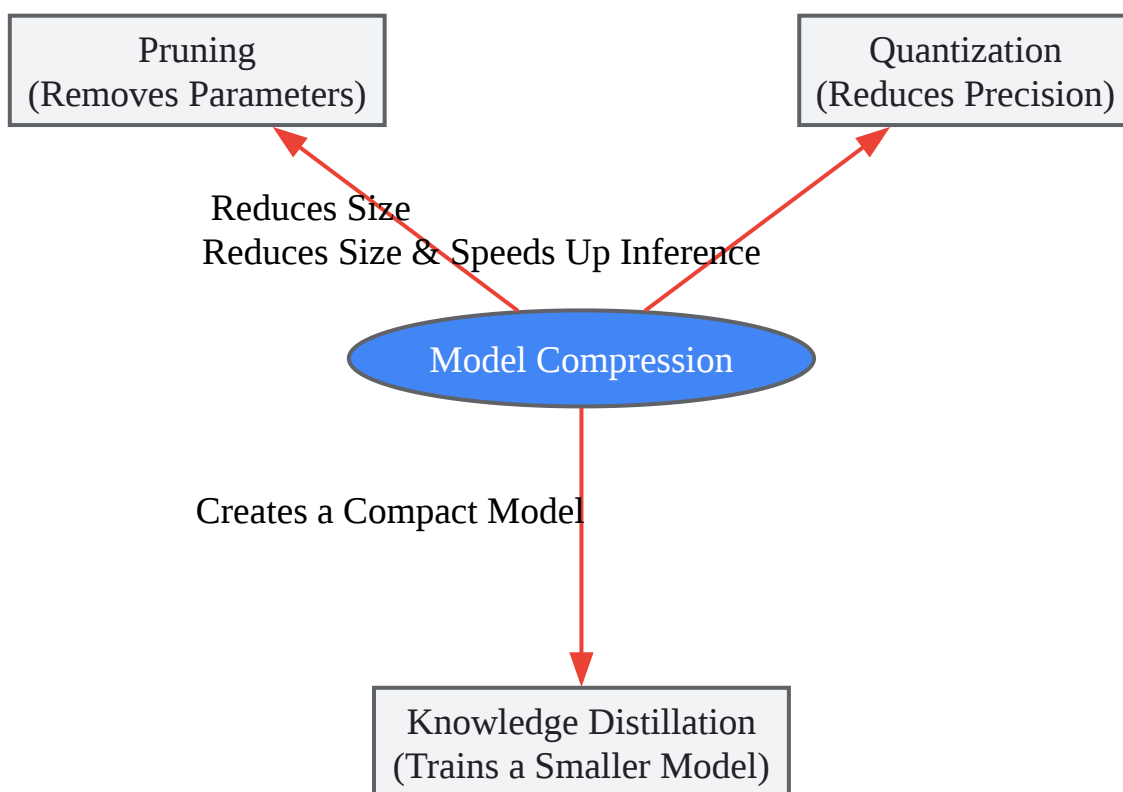 Pruning
(Removes Parameters)
Quantization
(Reduces Precision)
Reduces Size
Reduces Size & Speeds Up Inference
Model Compression
Creates a Compact Model
Knowledge Distillation
(Trains a Smaller Model)